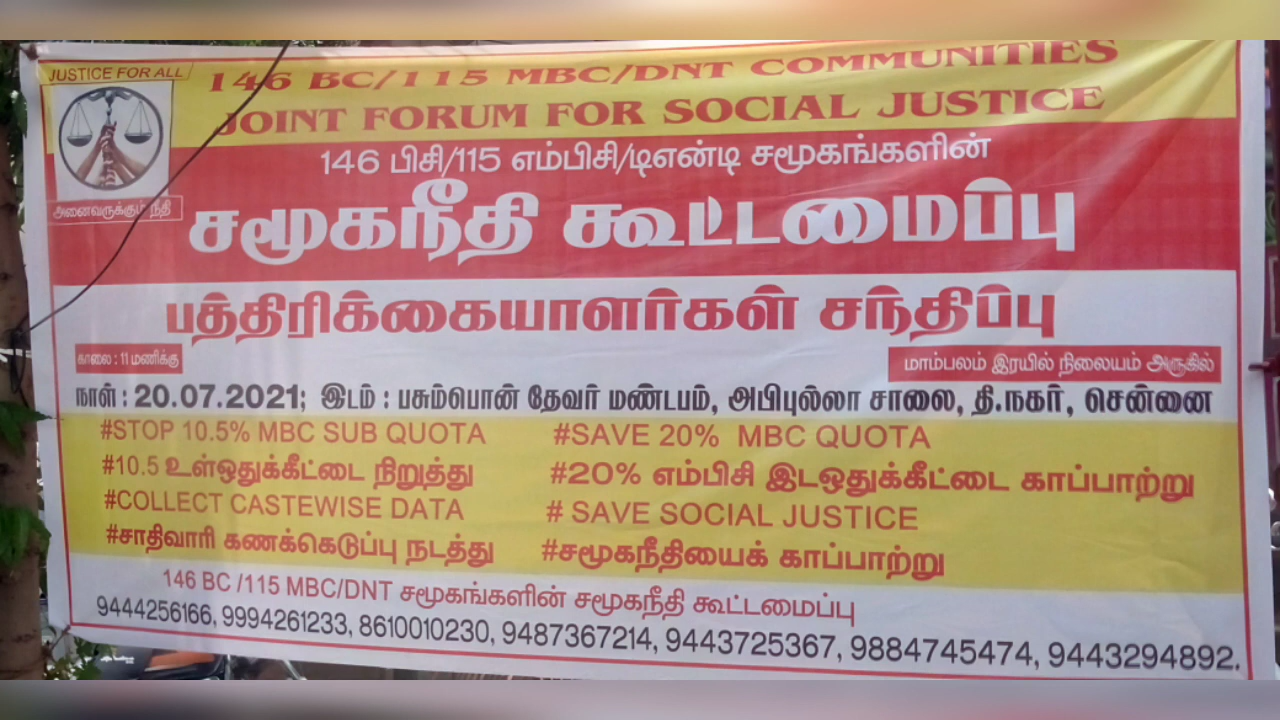 JUSTICE FOR ALL
146 BC/115 MBC/DNT COMMUNITIES
JOINT FORUM FOR SOCIAL JUSTICE
146 பிசி/115 எம்பிசி/டிஎன்டி சமூகங்களின்
அனைவருக்கும் நீதி
சமூகநீதி கூட்டமைப்பு
பத்திரிக்கையாளர்கள் சந்திப்பு
காலை : 11 மணிக்கு
மாம்பலம் இரயில் நிலையம் அருகில்
நாள் : 20.07.2021; இடம் : பசும்பொன் தேவர் மண்டபம், அபிபுல்லா சாலை, தி.நகர், சென்னை
#STOP 10.5% MBC SUB QUOTA #SAVE 20% MBC QUOTA
#10.5 உள்ஒதுக்கீட்டை நிறுத்து #20% எம்பிசி இடஒதுக்கீட்டை காப்பாற்று
#COLLECT CASTEWISE DATA # SAVE SOCIAL JUSTICE
#சாதிவாரி கணக்கெடுப்பு நடத்து #சமூகநீதியைக் காப்பாற்று
146 BC /115 MBC/DNT சமூகங்களின் சமூகநீதி கூட்டமைப்பு
9444256166, 9994261233, 8610010230, 9487367214, 9443725367, 9884745474, 9443294892.